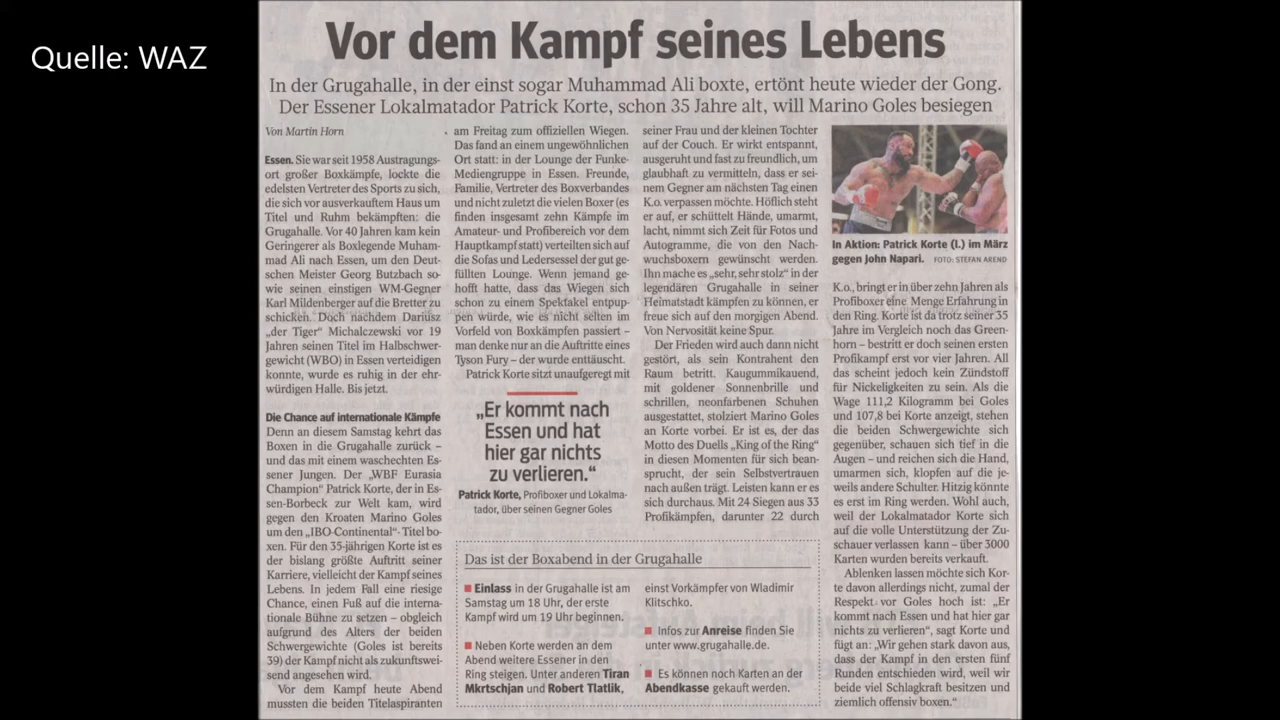 Quelle: WAZ
Vor dem Kampf seines Lebens
In der Grugahalle, in der einst sogar Muhammad Ali boxte, ertönt heute wieder der Gong.
Der Essener Lokalmatador Patrick Korte, schon 35 Jahre alt, will Marino Goles besiegen
Von Martin Horn
Essen. Sie war seit 1958 Austragungs-
ort großer Boxkämpfe, lockte die
edelsten Vertreter des Sports zu sich,
die sich vor ausverkauftem Haus um
Titel und Ruhm bekämpften: die
Grugahalle. Vor 40 Jahren kam kein
Geringerer als Boxlegende Muham-
mad Ali nach Essen, um den Deut-
schen Meister Georg Butzbach so-
wie seinen einstigen WM-Gegner
Karl Mildenberger auf die Bretter zu
schicken. Doch nachdem Dariusz
„der Tiger" Michalczewski vor 19
Jahren seinen Titel im Halbschwer-
gewicht (WBO) in Essen verteidigen
konnte, wurde es ruhig in der ehr-
würdigen Halle. Bis jetzt.
Die Chance auf internationale Kämpfe
Denn an diesem Samstag kehrt das
Boxen in die Grugahalle zurück –
und das mit einem waschechten Es-
sener Jungen. Der „WBF Eurasia
Champion" Patrick Korte, der in Es-
sen-Borbeck zur Welt kam, wird
gegen den Kroaten Marino Goles
um den „IBO-Continental"-Titel bo-
xen. Für den 35-jährigen Korte ist es
der bislang größte Auftritt seiner
Karriere, vielleicht der Kampf seines
Lebens. In jedem Fall eine riesige
Chance, einen Fuß auf die interna-
tionale Bühne zu setzen – obgleich
aufgrund des Alters der beiden
Schwergewichte (Goles ist bereits
39) der Kampf nicht als zukunftswei-
send angesehen wird.
Vor dem Kampf heute Abend
mussten die beiden Titelaspiranten
am Freitag zum offiziellen Wiegen.
Das fand an einem ungewöhnlichen
Ort statt: in der Lounge der Funke-
Mediengruppe in Essen. Freunde,
Familie, Vertreter des Boxverbandes
und nicht zuletzt die vielen Boxer (es
finden insgesamt zehn Kämpfe im
Amateur- und Profibereich vor dem
Hauptkampf statt) verteilten sich auf
die Sofas und Ledersessel der gut ge-
füllten Lounge. Wenn jemand ge-
hofft hatte, dass das Wiegen sich
schon zu einem Spektakel entpup-
pen würde, wie es nicht selten im
Vorfeld von Boxkämpfen passiert –
man denke nur an die Auftritte eines
Tyson Fury – der wurde enttäuscht.
Patrick Korte sitzt unaufgeregt mit
„Er kommt nach
Essen und hat
hier gar nichts
zu verlieren."
Patrick Korte, Profiboxer und Lokalma-
tador, über seinen Gegner Goles
seiner Frau und der kleinen Tochter
auf der Couch. Er wirkt entspannt,
ausgeruht und fast zu freundlich, um
glaubhaft zu vermitteln, dass er sei-
nem Gegner am nächsten Tag einen
K.o. verpassen möchte. Höflich steht
er auf, er schüttelt Hände, umarmt,
lacht, nimmt sich Zeit für Fotos und
Autogramme, die von den Nach-
wuchsboxern gewünscht werden.
Ihn mache es „sehr, sehr stolz" in der
legendären Grugahalle in seiner
Heimatstadt kämpfen zu können, er
freue sich auf den morgigen Abend.
Von Nervosität keine Spur.
Der Frieden wird auch dann nicht
gestört, als sein Kontrahent den
Raum betritt. Kaugummikauend,
mit goldener Sonnenbrille und
schrillen, neonfarbenen Schuhen
ausgestattet, stolziert Marino Goles
an Korte vorbei. Er ist es, der das
Motto des Duells „King of the Ring"
in diesen Momenten für sich bean-
sprucht, der sein Selbstvertrauen
nach außen trägt. Leisten kann er es
sich durchaus. Mit 24 Siegen aus 33
Profikämpfen, darunter 22 durch
In Aktion: Patrick Korte (l.) im März
gegen John Napari. FOTO: STEFAN AREND
K.o., bringt er in über zehn Jahren als
Profiboxer eine Menge Erfahrung in
den Ring. Korte ist da trotz seiner 35
Jahre im Vergleich noch das Green-
horn – bestritt er doch seinen ersten
Profikampf erst vor vier Jahren. All
das scheint jedoch kein Zündstoff
für Nickeligkeiten zu sein. Als die
Wage 111,2 Kilogramm bei Goles
und 107,8 bei Korte anzeigt, stehen
die beiden Schwergewichte sich
gegenüber, schauen sich tief in die
Augen – und reichen sich die Hand,
umarmen sich, klopfen auf die je-
weils andere Schulter. Hitzig könnte
es erst im Ring werden. Wohl auch,
weil der Lokalmatador Korte sich
auf die volle Unterstützung der Zu-
schauer verlassen kann – über 3000
Karten wurden bereits verkauft.
Ablenken lassen möchte sich Kor-
te davon allerdings nicht, zumal der
Respekt vor Goles hoch ist: „Er
kommt nach Essen und hat hier gar
nichts zu verlieren", sagt Korte und
fügt an: „Wir gehen stark davon aus,
dass der Kampf in den ersten fünf
Runden entschieden wird, weil wir
beide viel Schlagkraft besitzen und
ziemlich offensiv boxen."
Das ist der Boxabend in der Grugahalle
Einlass in der Grugahalle ist am
Samstag um 18 Uhr, der erste
Kampf wird um 19 Uhr beginnen.
Neben Korte werden an dem
Abend weitere Essener in den
Ring steigen. Unter anderen Tiran
Mkrtschjan und Robert Tlatlik,
einst Vorkämpfer von Wladimir
Klitschko.
Infos zur Anreise finden Sie
unter www.grugahalle.de.
Es können noch Karten an der
Abendkasse gekauft werden.